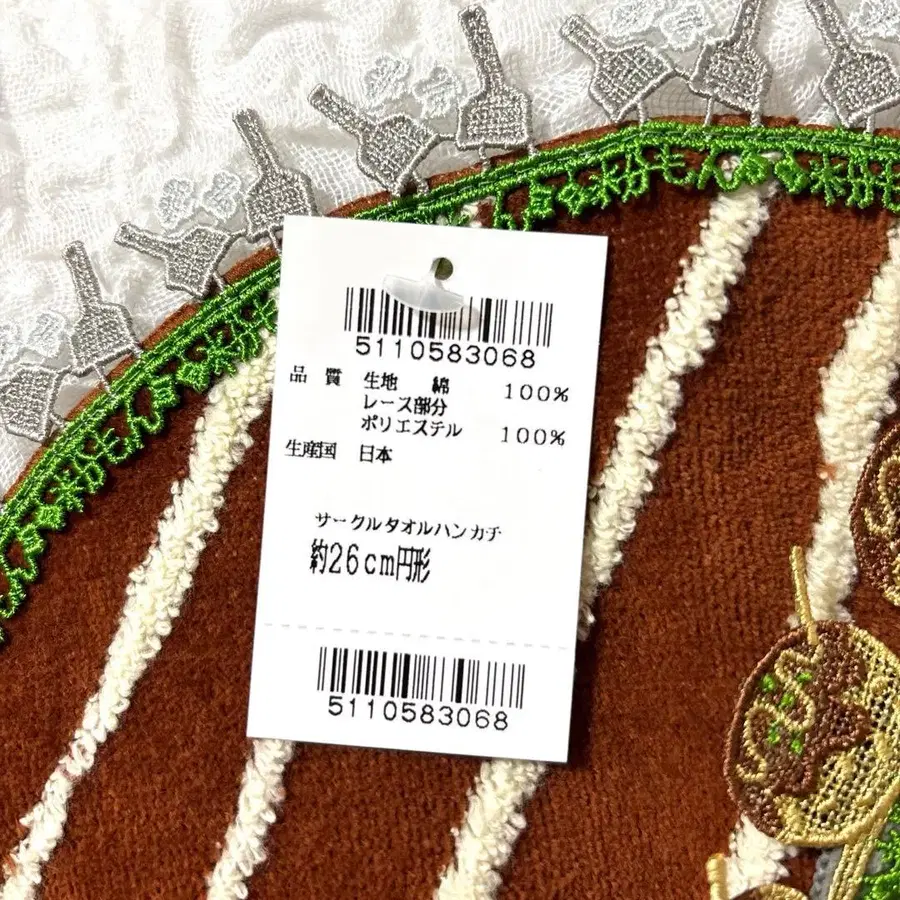 5110583068
品質 生地 綿 100%
レース部分
ポリエステル 100%
生産国 日本
サークルタオルハンカチ
約26cm円形
5110583068